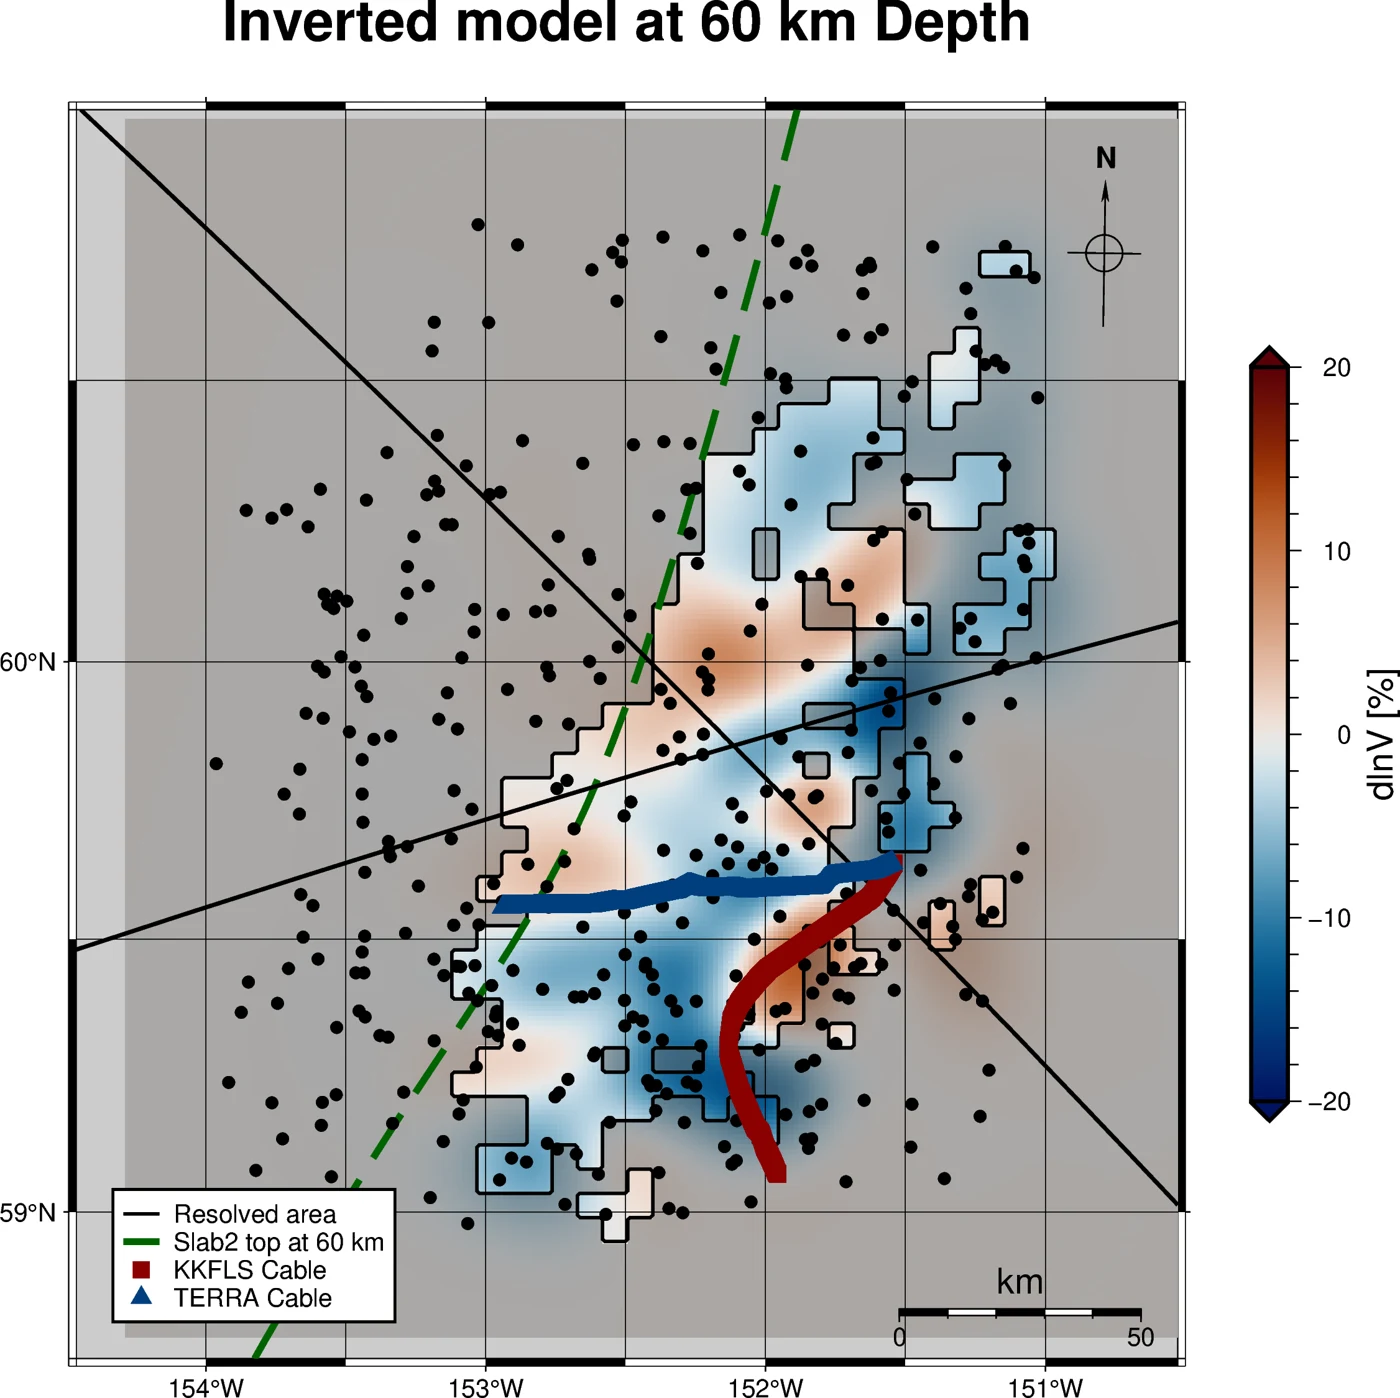 Inverted model at 60 km Depth
N
60°N
59°N
154°W
153°W
152°W
151°W
Resolved area
Slab2 top at 60 km
KKFLS Cable
TERRA Cable
km
0
50
20
10
0
−10
−20
dlnV [%]